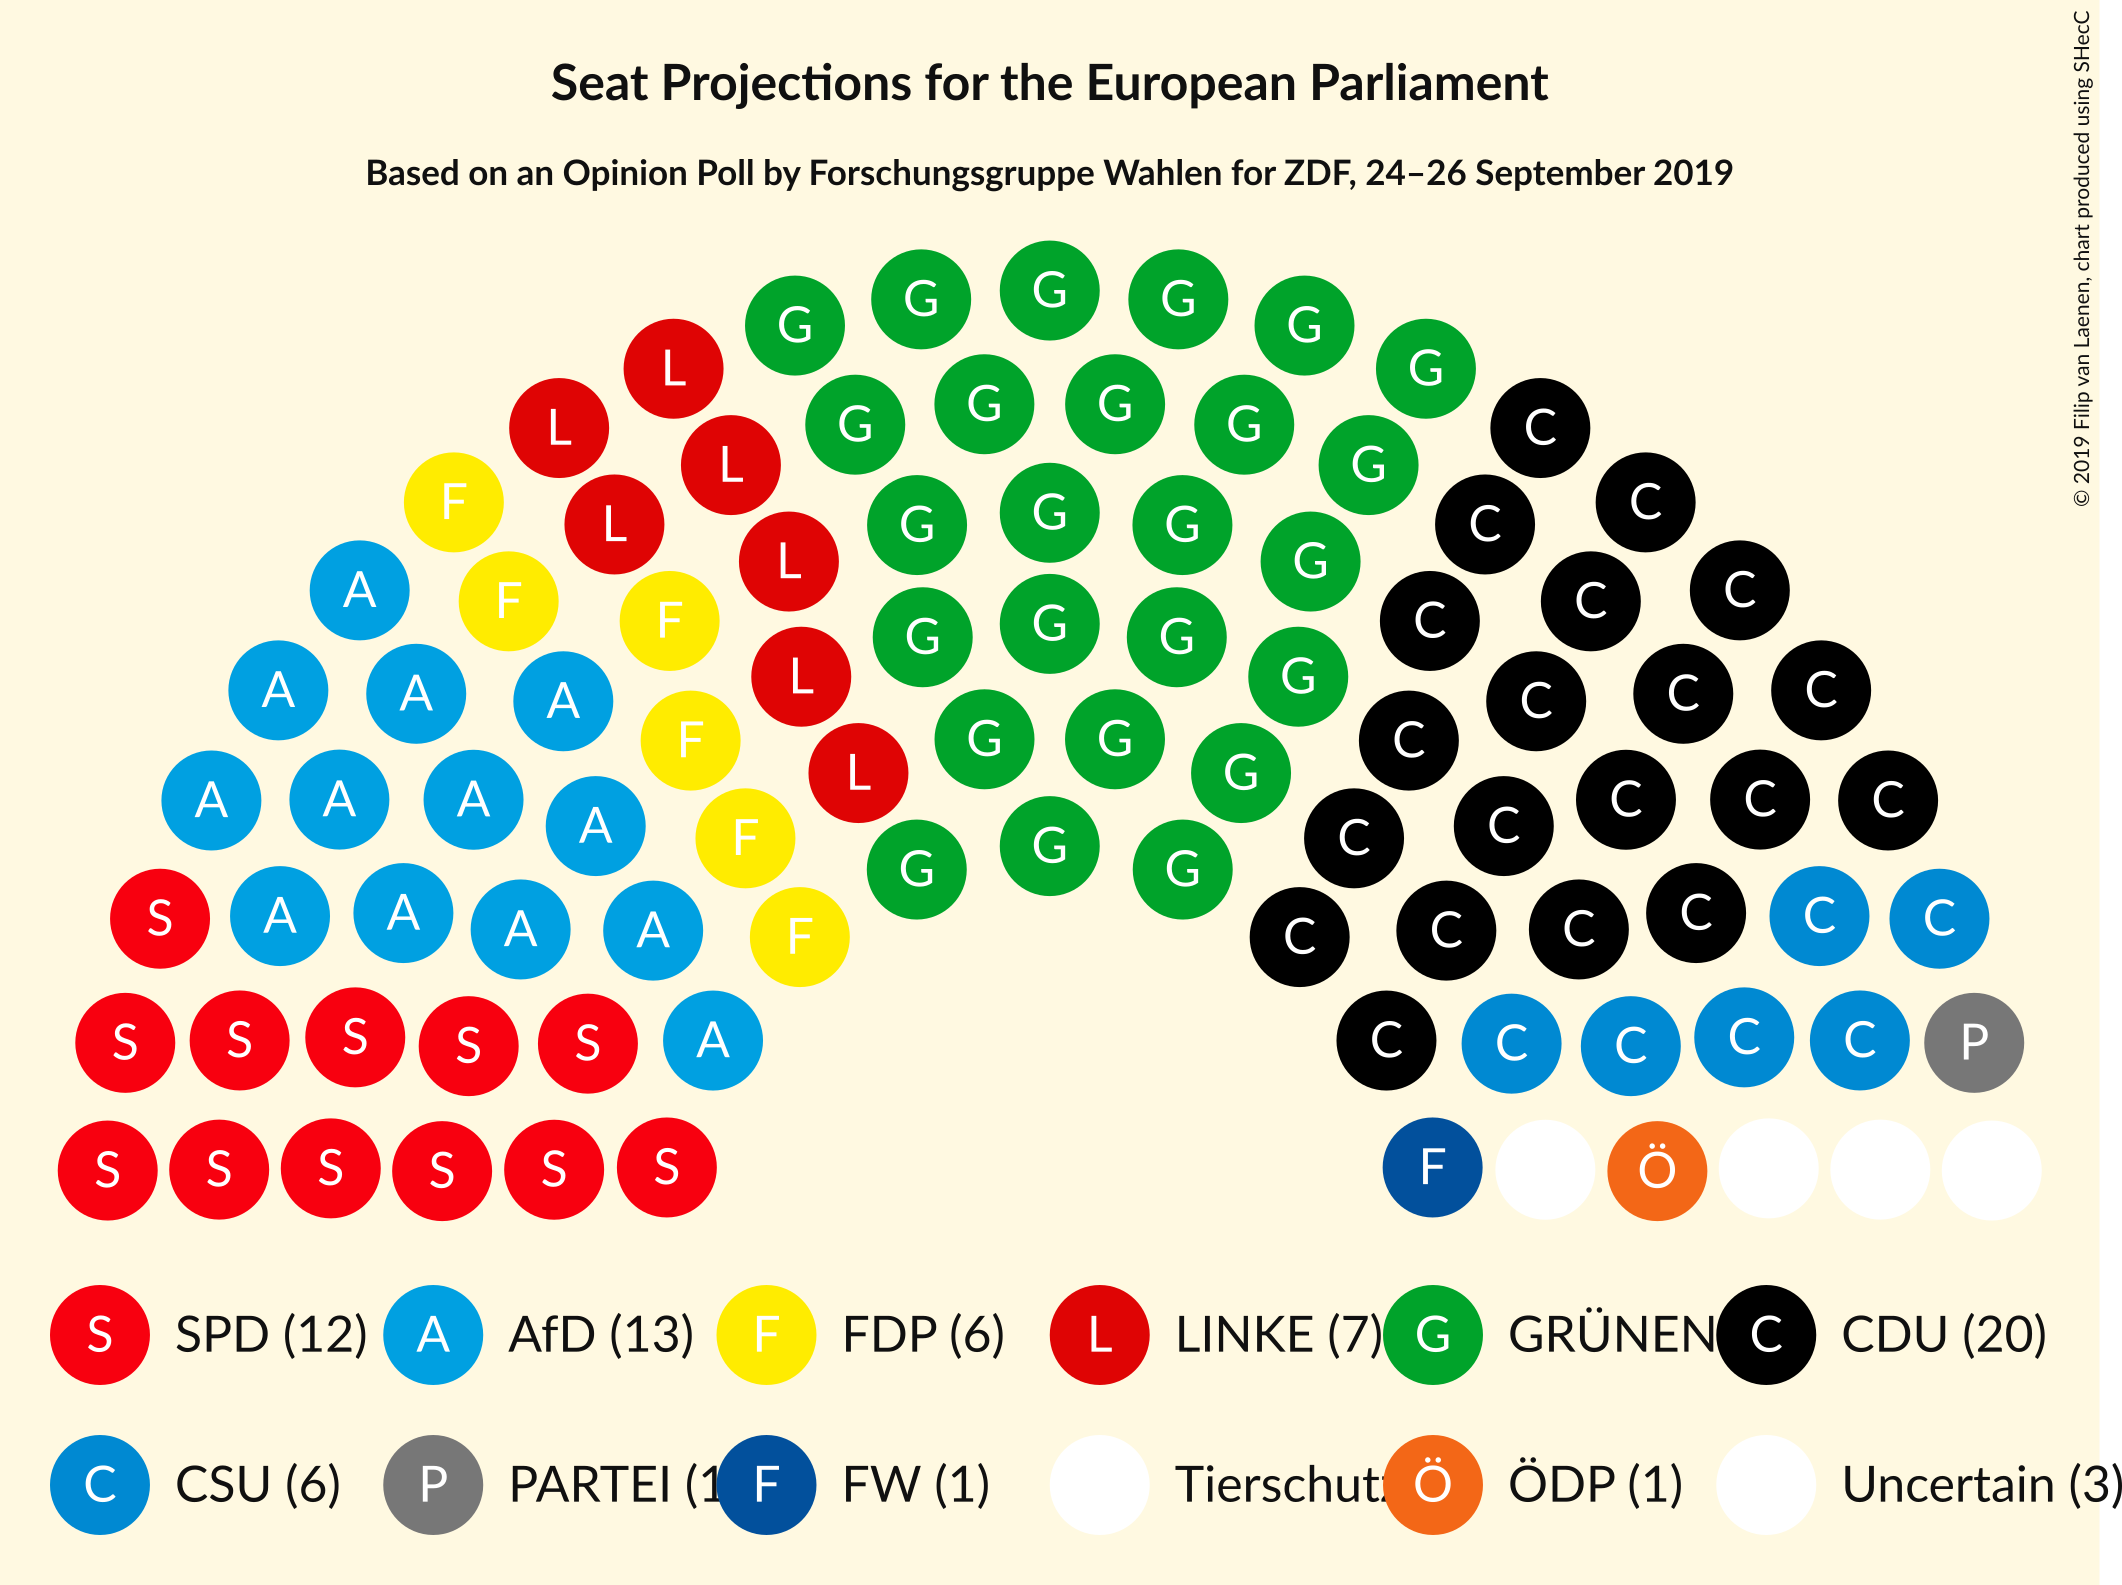 Seat Projections for the European Parliament
Based on an Opinion Poll by Forschungsgruppe Wahlen for ZDF, 24–26 September 2019
© 2019 Filip van Laenen, chart produced using SHecC
G G G G G
L G
L G G G G C
L G
F L G G G C C
A F L G C C
F L G G G C
A A A L G C C C
F G G C
A A A A F L G C C C C
S A A A A F G G G C C C C C C
S S S S S A C C C C C P
S S S S S S F Ö
S SPD (12) A AfD (13) F FDP (6) L LINKE (7) G GRÜNEN C CDU (20)
C CSU (6) P PARTEI (1 F FW (1) Tierschutz Ö ÖDP (1) Uncertain (3)